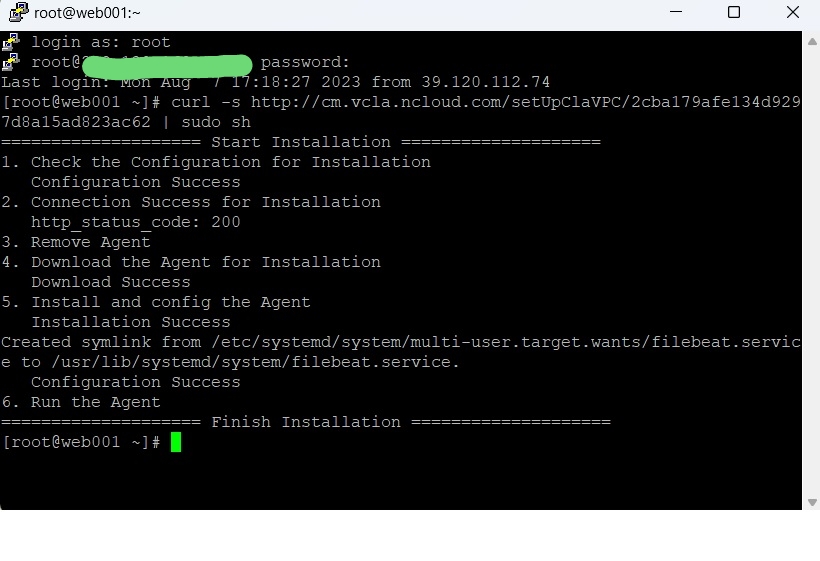 root@web001:~
login as: root
root@ password:
Last login: Mon Aug 7 17:18:27 2023 from 39.120.112.74
[root@web001 ~]# curl -s http://cm.vcla.ncloud.com/setUpClaVPC/2cba179afe134d929
7d8a15ad823ac62 | sudo sh
==================== Start Installation ====================
1. Check the Configuration for Installation
Configuration Success
2. Connection Success for Installation
http_status_code: 200
3. Remove Agent
4. Download the Agent for Installation
Download Success
5. Install and config the Agent
Installation Success
Created symlink from /etc/systemd/system/multi-user.target.wants/filebeat.servic
e to /usr/lib/systemd/system/filebeat.service.
Configuration Success
6. Run the Agent
==================== Finish Installation ====================
[root@web001 ~]#